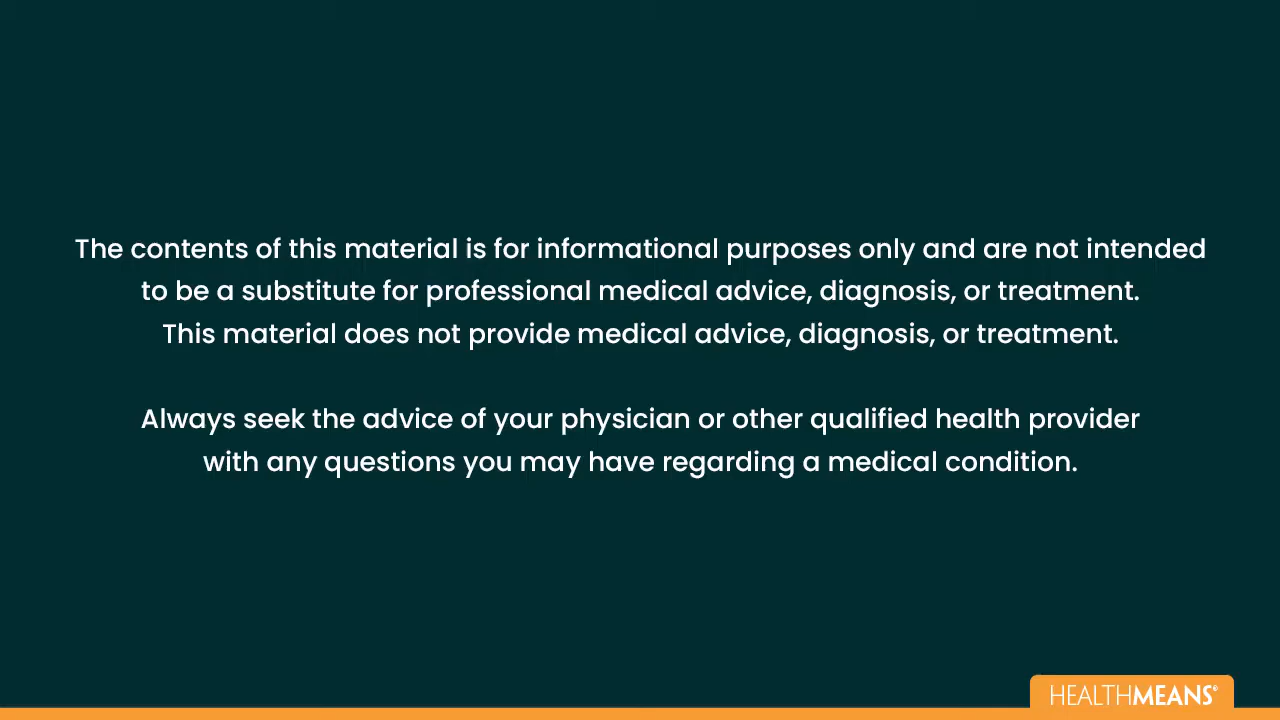 The contents of this material is for informational purposes only and are not intended
to be a substitute for professional medical advice, diagnosis, or treatment.
This material does not provide medical advice, diagnosis, or treatment.
Always seek the advice of your physician or other qualified health provider
with any questions you may have regarding a medical condition.
HEALTHMEANS®